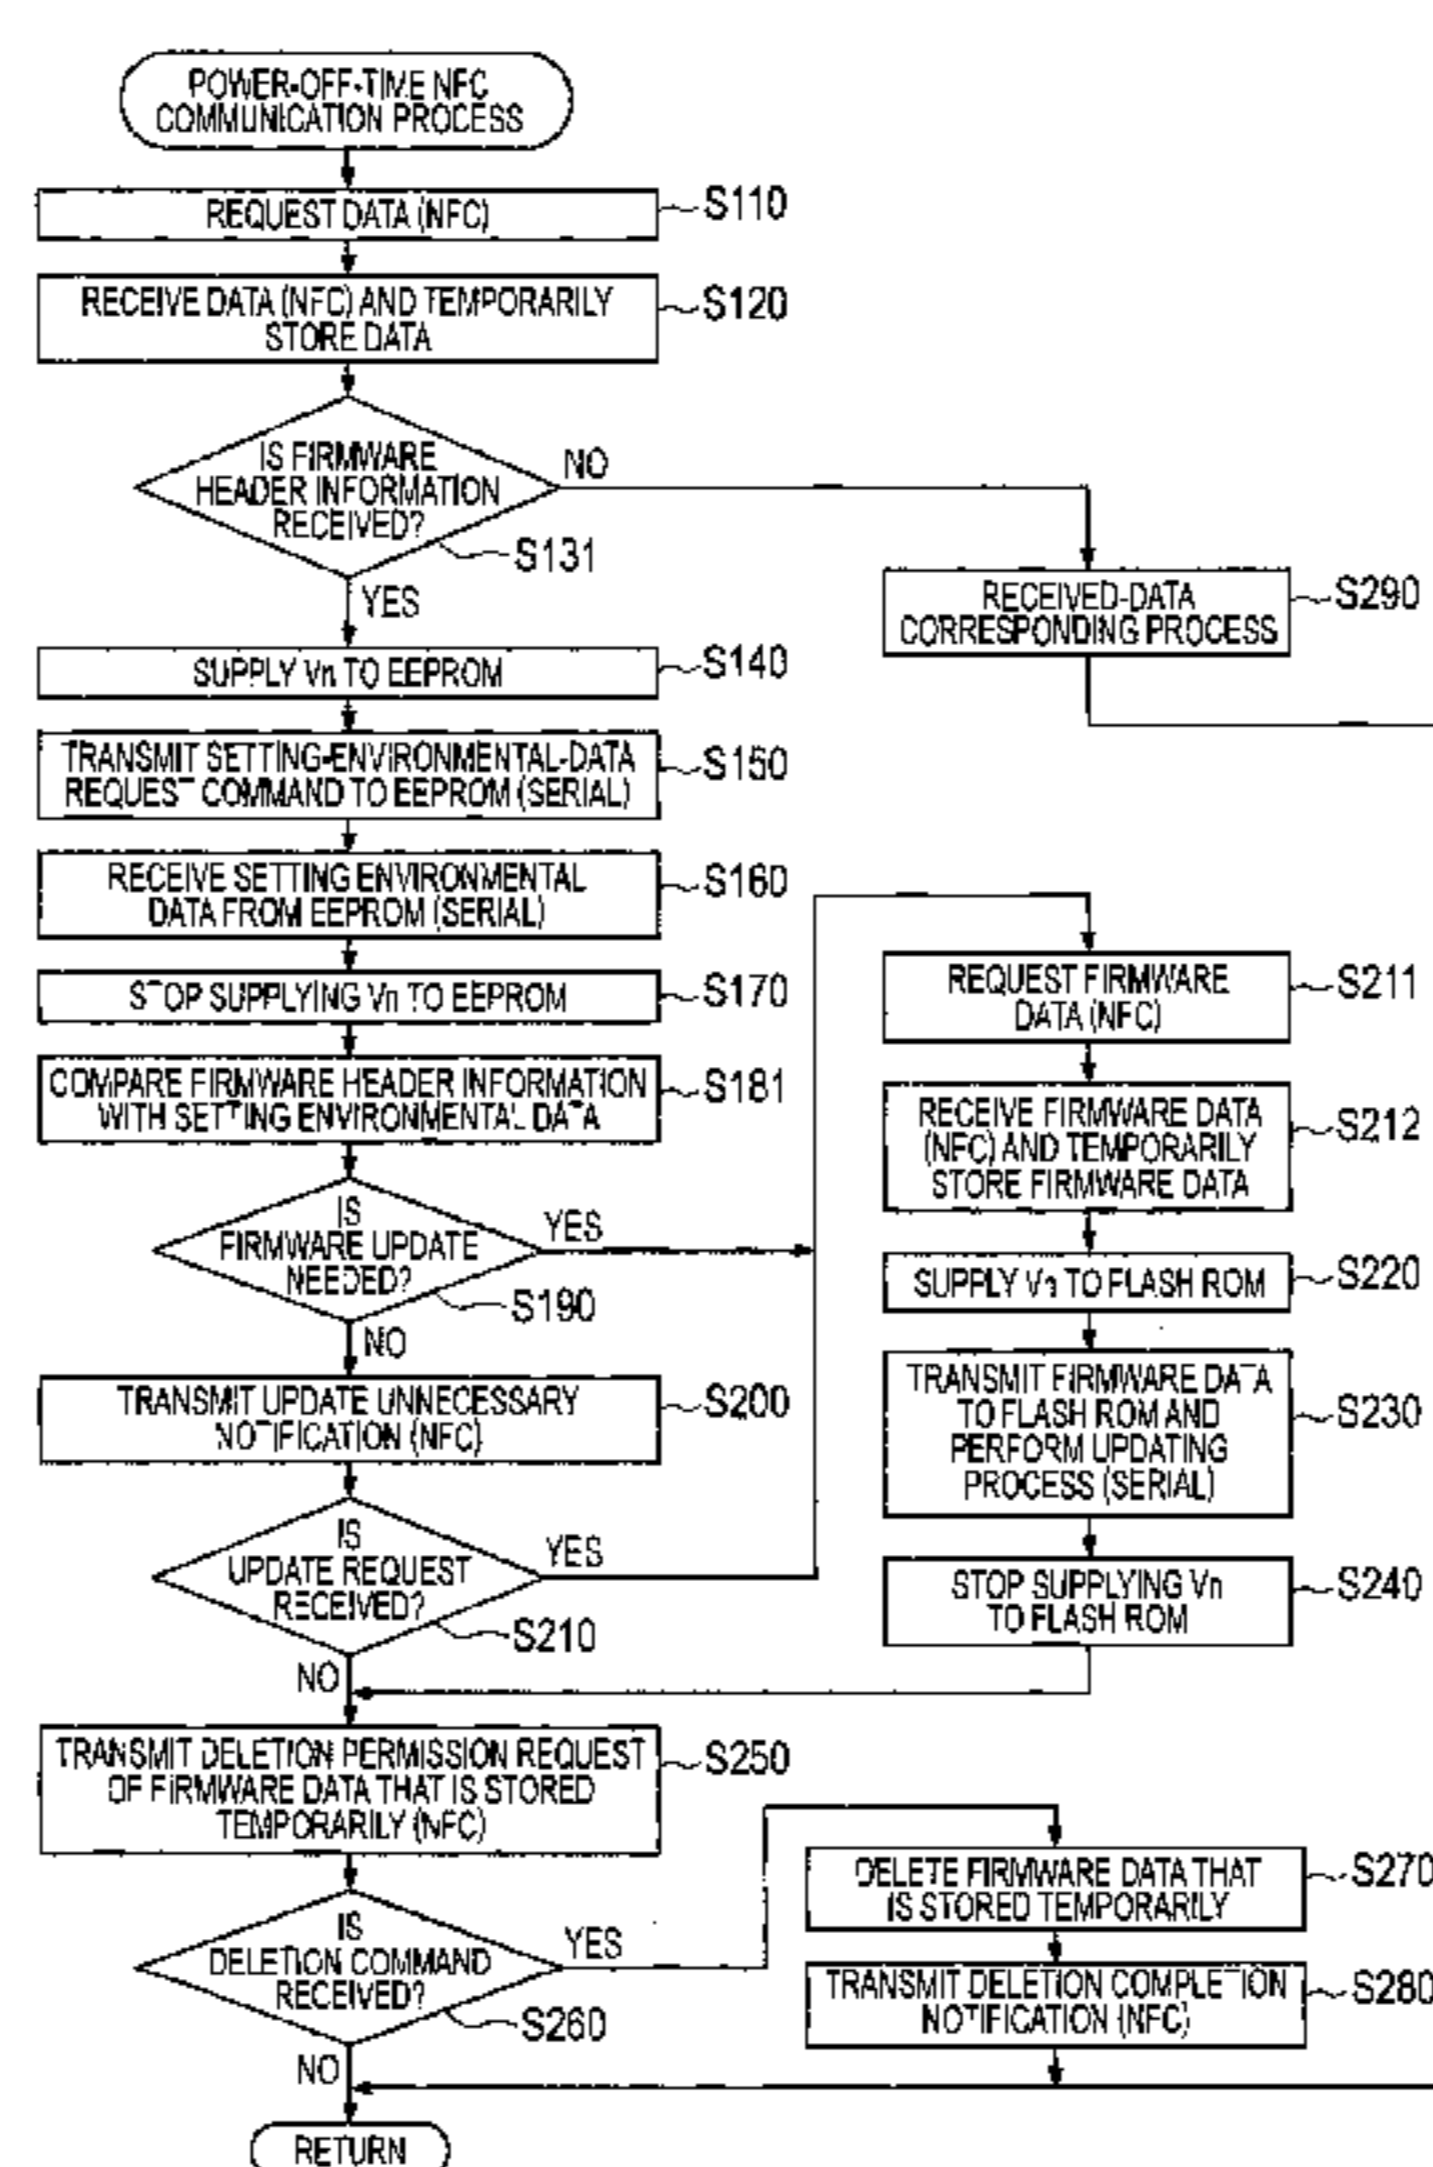 POWER-OFF-TIME NFC
COMMUNICATION PROCESS
REQUEST DATA (NFC)
S110
RECEIVE DATA (NFC) AND TEMPORARILY
STORE DATA
S120
IS FIRMWARE
HEADER INFORMATION
RECEIVED?
S131
NO
YES
RECEIVED-DATA
CORRESPONDING PROCESS
S290
SUPPLY Vn TO EEPROM
S140
TRANSMIT SETTING-ENVIRONMENTAL-DATA
REQUEST COMMAND TO EEPROM (SERIAL)
S150
RECEIVE SETTING ENVIRONMENTAL
DATA FROM EEPROM (SERIAL)
S160
STOP SUPPLYING Vn TO EEPROM
S170
COMPARE FIRMWARE HEADER INFORMATION
WITH SETTING ENVIRONMENTAL DATA
S181
IS
FIRMWARE UPDATE
NEEDED?
S190
YES
NO
TRANSMIT UPDATE UNNECESSARY
NOTIFICATION (NFC)
S200
IS
UPDATE REQUEST
RECEIVED?
S210
YES
NO
REQUEST FIRMWARE
DATA (NFC)
S211
RECEIVE FIRMWARE DATA
(NFC) AND TEMPORARILY
STORE FIRMWARE DATA
S212
SUPPLY Vn TO FLASH ROM
S220
TRANSMIT FIRMWARE DATA
TO FLASH ROM AND
PERFORM UPDATING
PROCESS (SERIAL)
S230
STOP SUPPLYING Vn
TO FLASH ROM
S240
TRANSMIT DELETION PERMISSION REQUEST
OF FIRMWARE DATA THAT IS STORED
TEMPORARILY (NFC)
S250
IS
DELETION COMMAND
RECEIVED?
S260
YES
NO
DELETE FIRMWARE DATA THAT
IS STORED TEMPORARILY
S270
TRANSMIT DELETION COMPLETION
NOTIFICATION (NFC)
S280
RETURN